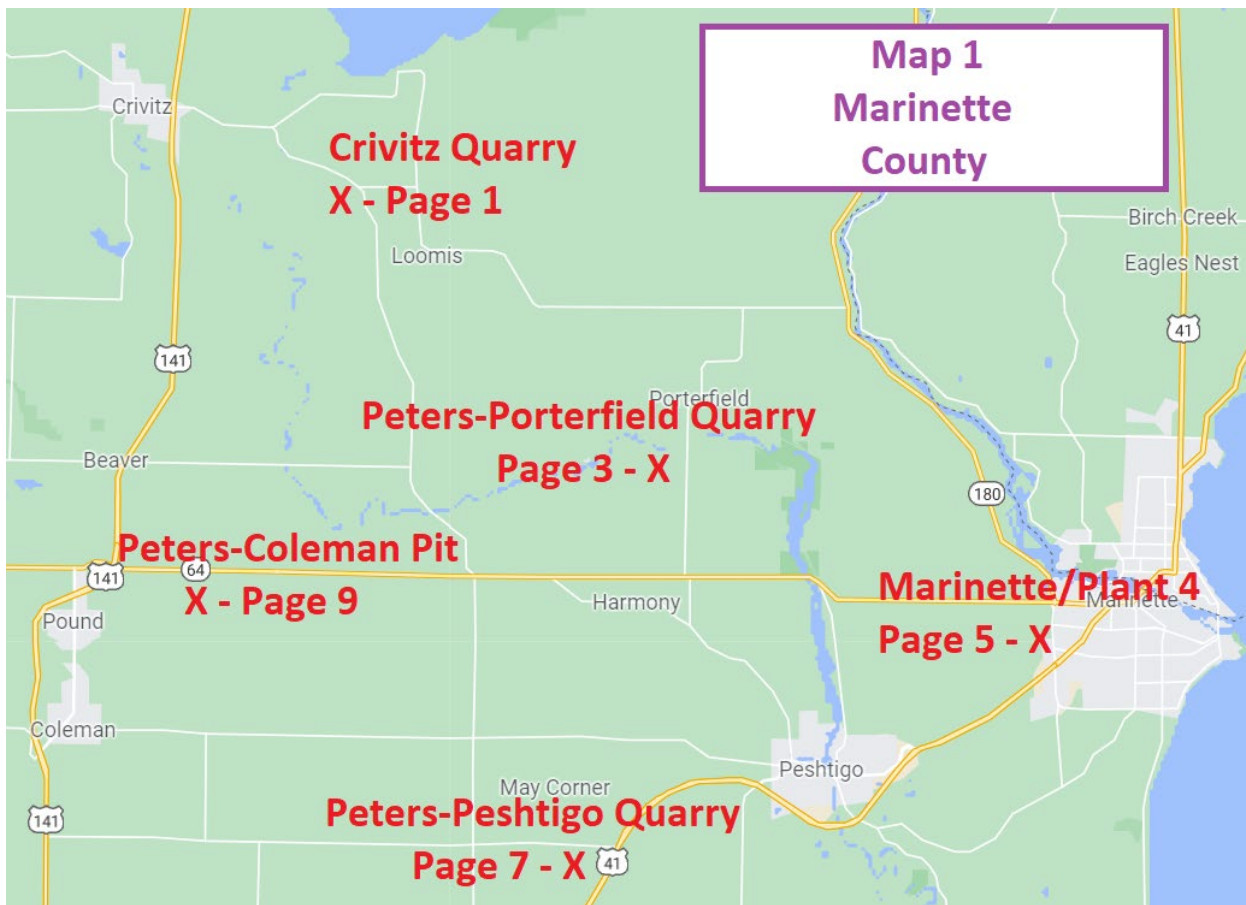 Map 1
Marinette
County
Crivitz
Crivitz Quarry
X - Page 1
Birch Creek
Loomis
Eagles Nest
41
141
Porterfield
Peters-Porterfield Quarry
Beaver
Page 3 - X
180
Peters-Coleman Pit
141
64
X - Page 9
Harmony
Marinette/Plant 4
Marinette
Page 5 - X
Pound
Coleman
Peshtigo
May Corner
Peters-Peshtigo Quarry
141
Page 7 - X
41